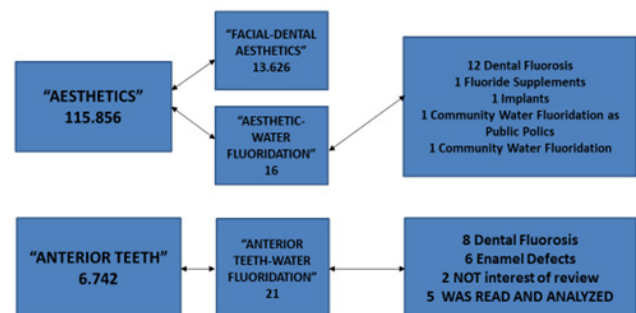 "FACIAL-DENTAL
AESTHETICS"
13.626
"AESTHETICS"
115.856
"AESTHETIC-
WATER
FLUORIDATION"
16
12 Dental Fluorosis
1 Fluoride Supplements
1 Implants
1 Community Water Fluoridation as
Public Polics
1 Community Water Fluoridation
"ANTERIOR TEETH"
6.742
"ANTERIOR
TEETH-WATER
FLUORIDATION"
21
8 Dental Fluorosis
6 Enamel Defects
2 NOT interest of review
5 WAS READ AND ANALYZED